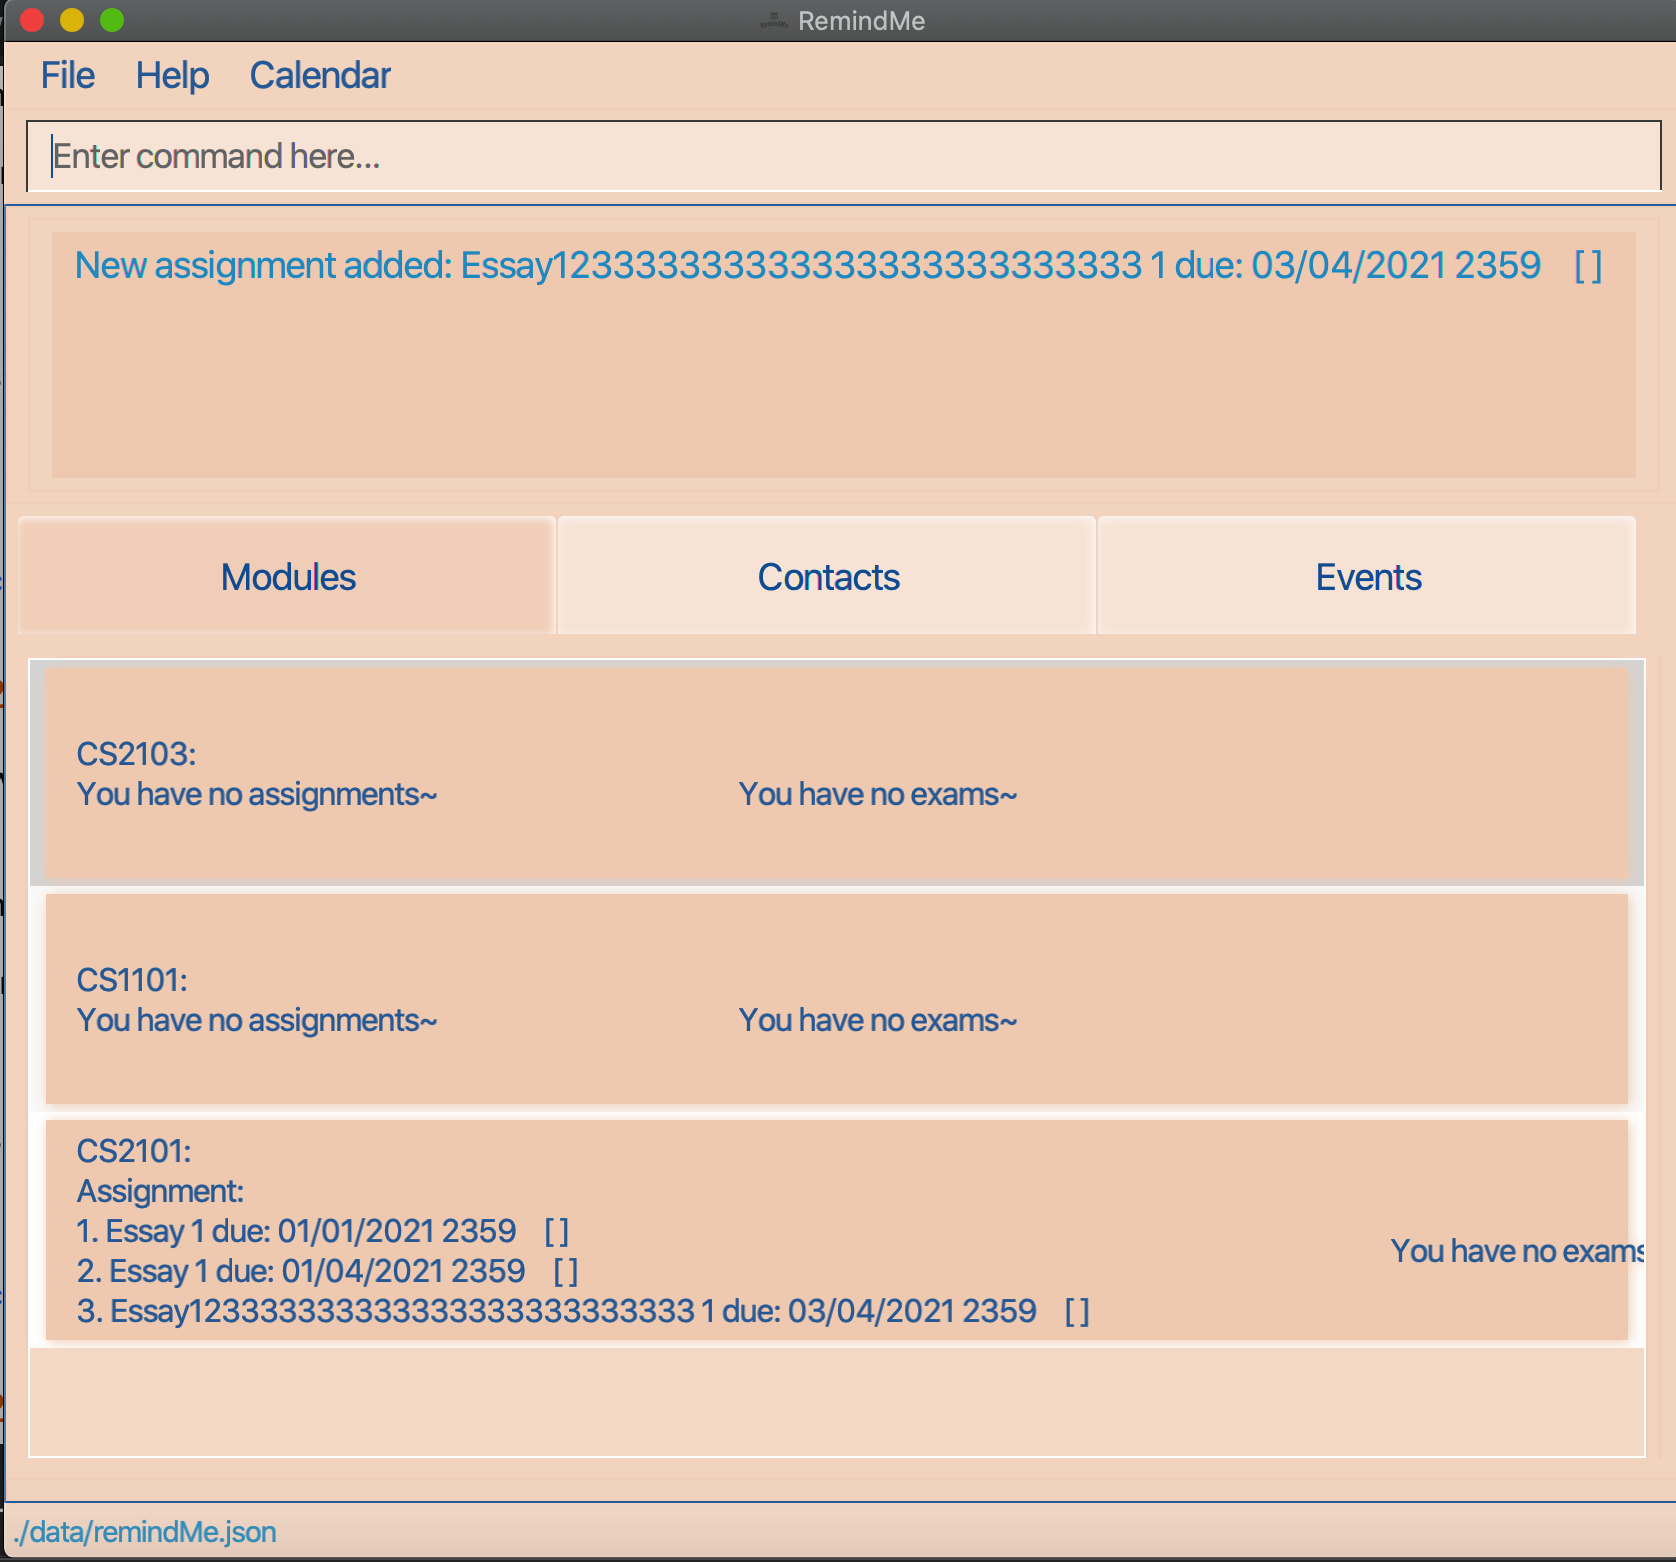 RemindMe
File Help Calendar
Enter command here...
New assignment added: Essay12333333333333333333333333333 1 due: 03/04/2021 2359 [ ]
Modules Contacts Events
CS2103:
You have no assignments~ You have no exams~
CS1101:
You have no assignments~ You have no exams~
CS2101:
Assignment:
1. Essay 1 due: 01/01/2021 2359 [ ]
2. Essay 1 due: 01/04/2021 2359 [ ]
You have no exams
3. Essay12333333333333333333333333333 1 due: 03/04/2021 2359 [ ]
./data/remindMe.json